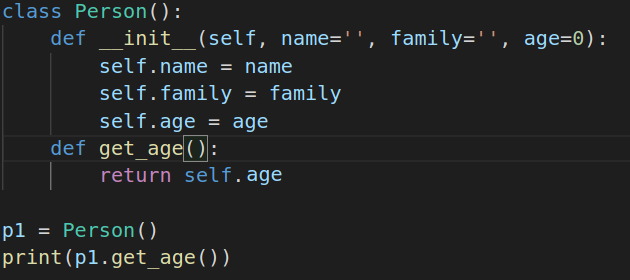 class Person():
    def __init__(self, name='', family='', age=0):
        self.name = name
        self.family = family
        self.age = age
    def get_age():
        return self.age
p1 = Person()
print(p1.get_age())